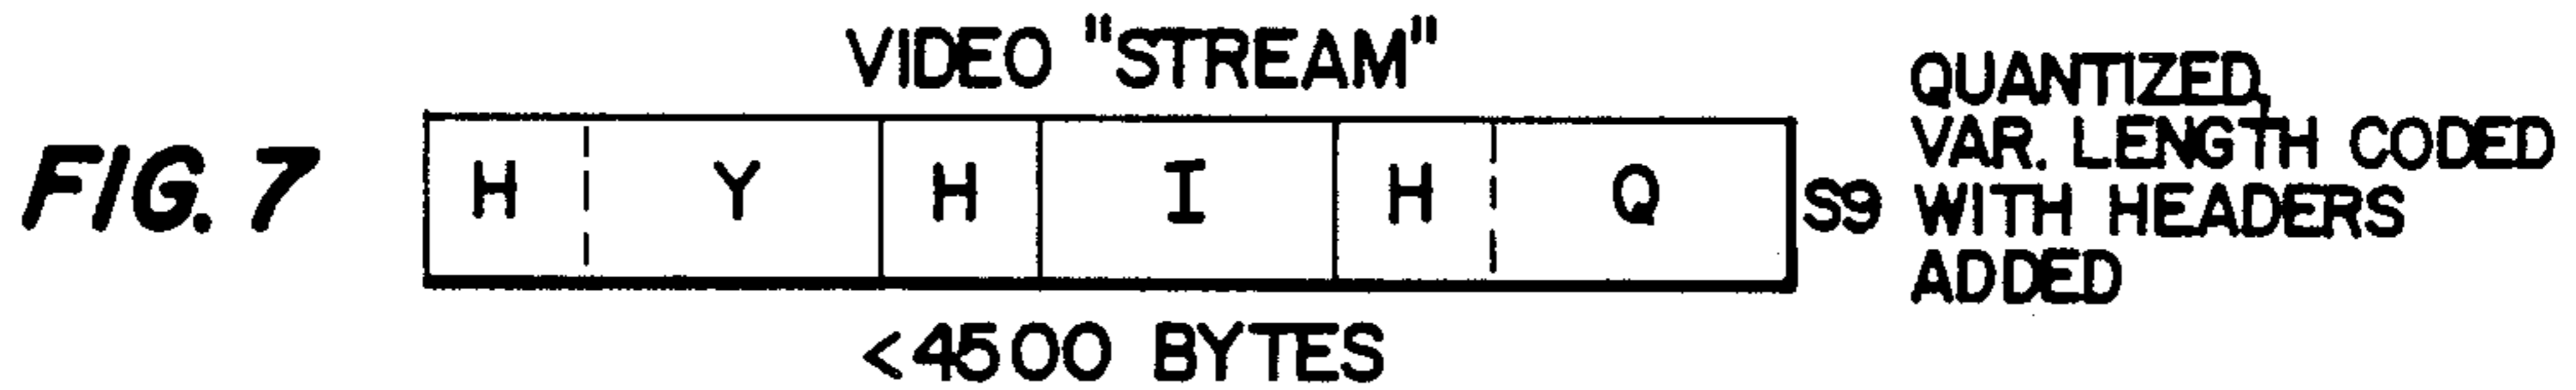 VIDEO "STREAM"
FIG. 7
H Y H I H Q
S9
QUANTIZED,
VAR. LENGTH CODED
WITH HEADERS
ADDED
<4500 BYTES